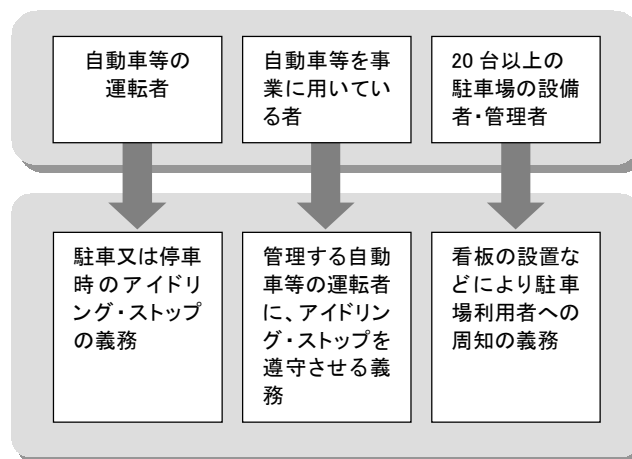 自動車等の
運転者
自動車等を事
業に用いてい
る者
20 台以上の
駐車場の設備
者・管理者
駐車又は停車
時のアイドリ
ング・ストップ
の義務
管理する自動
車等の運転者
に、アイドリン
グ・ストップを
遵守させる義
務
看板の設置な
どにより駐車
場利用者への
周知の義務